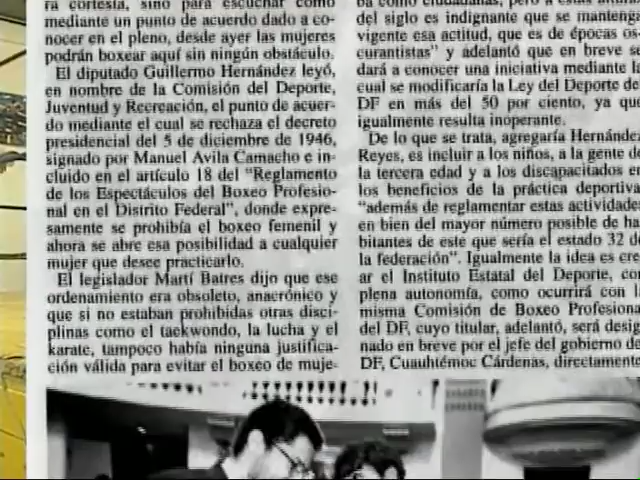 ra cortesía, sino para escuchar cómo
mediante un punto de acuerdo dado a co-
nocer en el pleno, desde ayer las mujeres
podrán boxear aquí sin ningún obstáculo.
El diputado Guillermo Hernández leyó,
en nombre de la Comisión del Deporte,
Juventud y Recreación, el punto de acuer-
do mediante el cual se rechaza el decreto
presidencial del 5 de diciembre de 1946,
signado por Manuel Avila Camacho e in-
cluido en el artículo 18 del "Reglamento
de los Espectáculos del Boxeo Profesio-
nal en el Distrito Federal", donde expre-
samente se prohibía el boxeo femenil y
ahora se abre esa posibilidad a cualquier
mujer que desee practicarlo.
El legislador Martí Batres dijo que ese
ordenamiento era obsoleto, anacrónico y
que si no estaban prohibidas otras disci-
plinas como el taekwondo, la lucha y el
karate, tampoco había ninguna justifica-
ción válida para evitar el boxeo de muje-
del siglo es indignante que se mantenga
vigente esa actitud, que es de épocas os-
curantistas" y adelantó que en breve se
dará a conocer una iniciativa mediante la
cual se modificaría la Ley del Deporte del
DF en más del 50 por ciento, ya que
igualmente resulta inoperante.
De lo que se trata, agregaría Hernández
Reyes, es incluir a los niños, a la gente de
la tercera edad y a los discapacitados en
los beneficios de la práctica deportiva,
"además de reglamentar estas actividades
en bien del mayor número posible de ha-
bitantes de este que sería el estado 32 de
la federación". Igualmente la idea es cre-
ar el Instituto Estatal del Deporte, con
plena autonomía, como ocurrirá con la
misma Comisión de Boxeo Profesional
del DF, cuyo titular, adelantó, será desig-
nado en breve por el jefe del gobierno del
DF, Cuauhtémoc Cárdenas, directamente